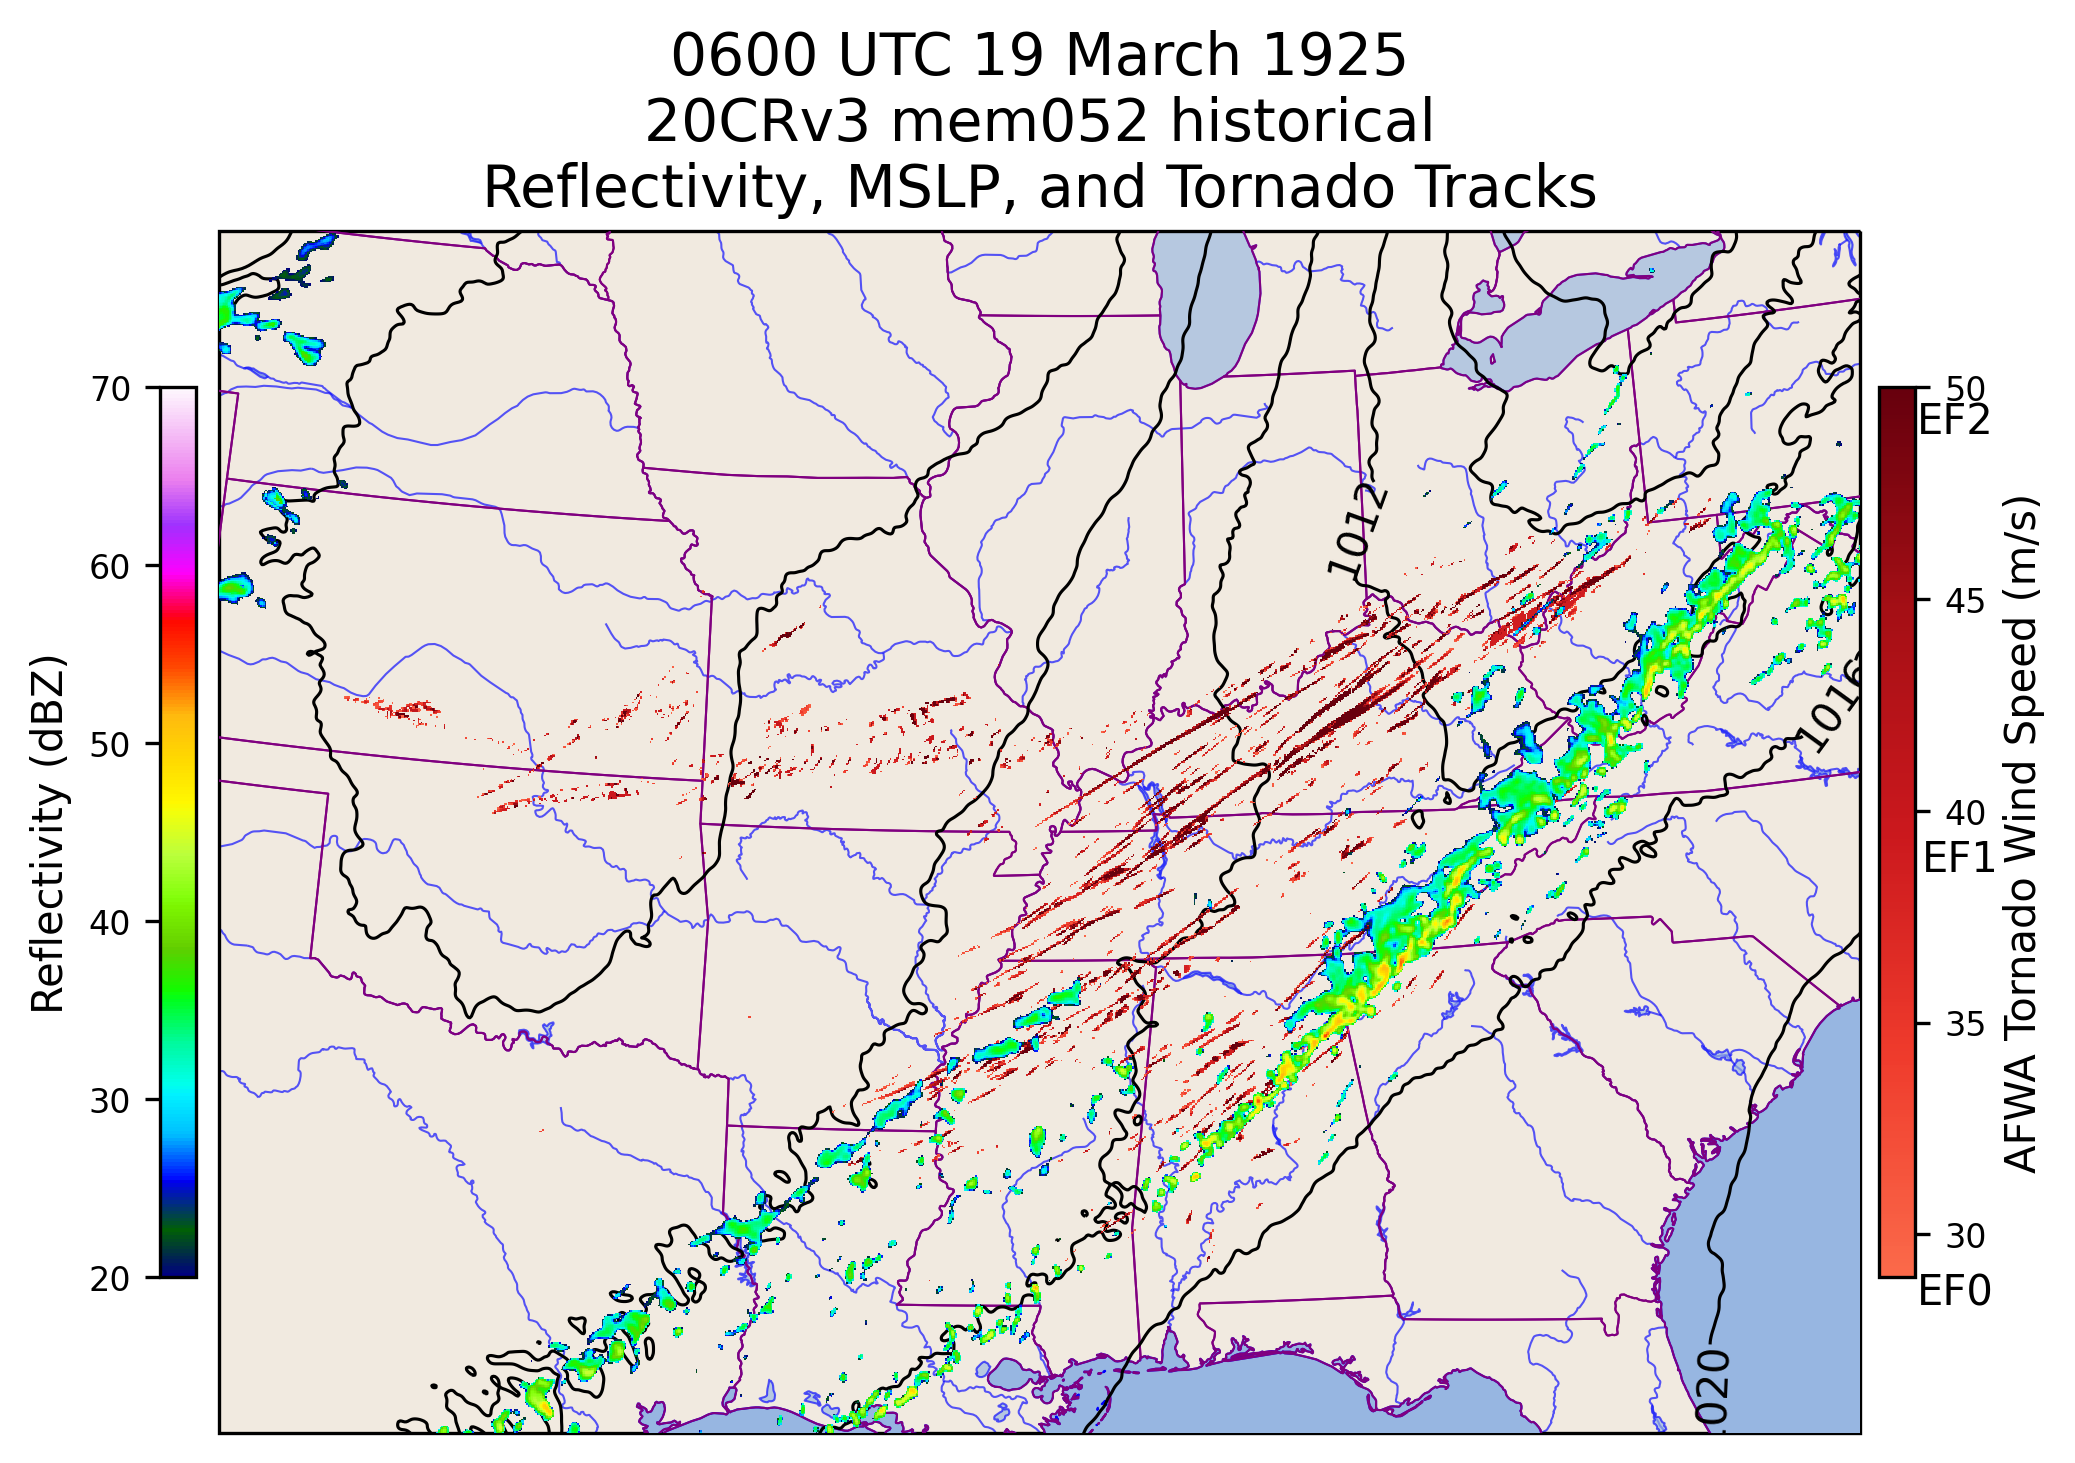 0600 UTC 19 March 1925
20CRv3 mem052 historical
Reflectivity, MSLP, and Tornado Tracks
70
60
50
40
30
20
Reflectivity (dBZ)
1012
1016
1020
50
EF2
45
40
EF1
35
30
EF0
AFWA Tornado Wind Speed (m/s)